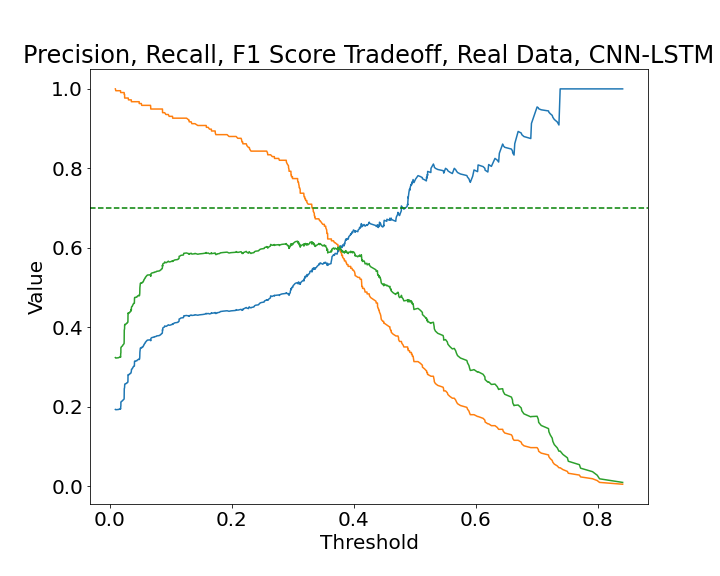 Precision, Recall, F1 Score Tradeoff, Real Data, CNN-LSTM
1.0
0.8
0.6
0.4
0.2
0.0
Value
0.0 0.2 0.4 0.6 0.8
Threshold